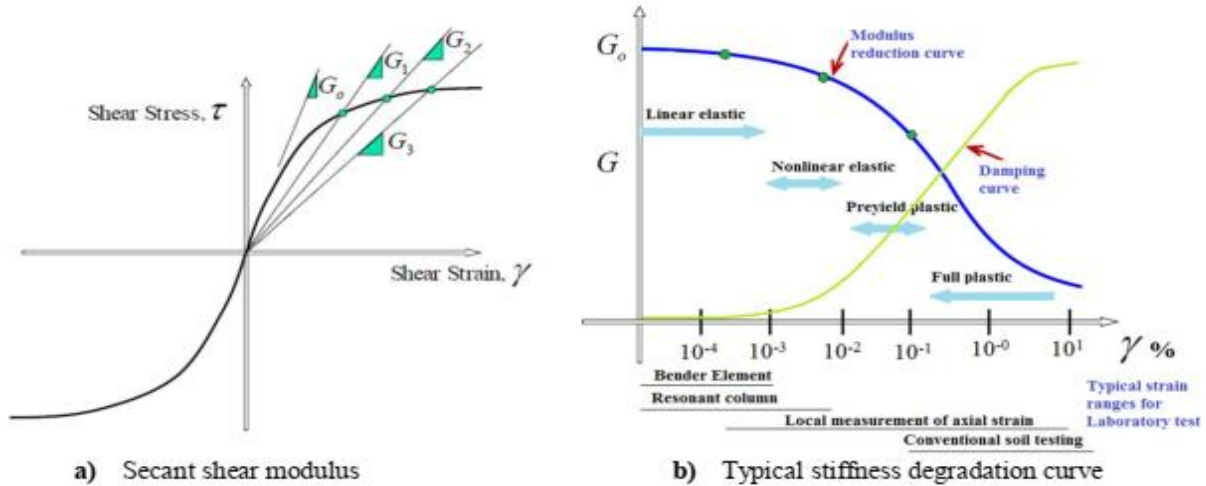 Shear Stress, τ
G₀
G₁
G₂
G₃
Shear Strain, γ
a) Secant shear modulus
G₀
G
Modulus
reduction curve
Linear elastic
Nonlinear elastic
Preyield plastic
Full plastic
Damping
curve
10⁻⁴ 10⁻³ 10⁻² 10⁻¹ 10⁻⁰ 10¹ γ %
Bender Element
Resonant column
Local measurement of axial strain
Conventional soil testing
Typical strain
ranges for
Laboratory test
b) Typical stiffness degradation curve